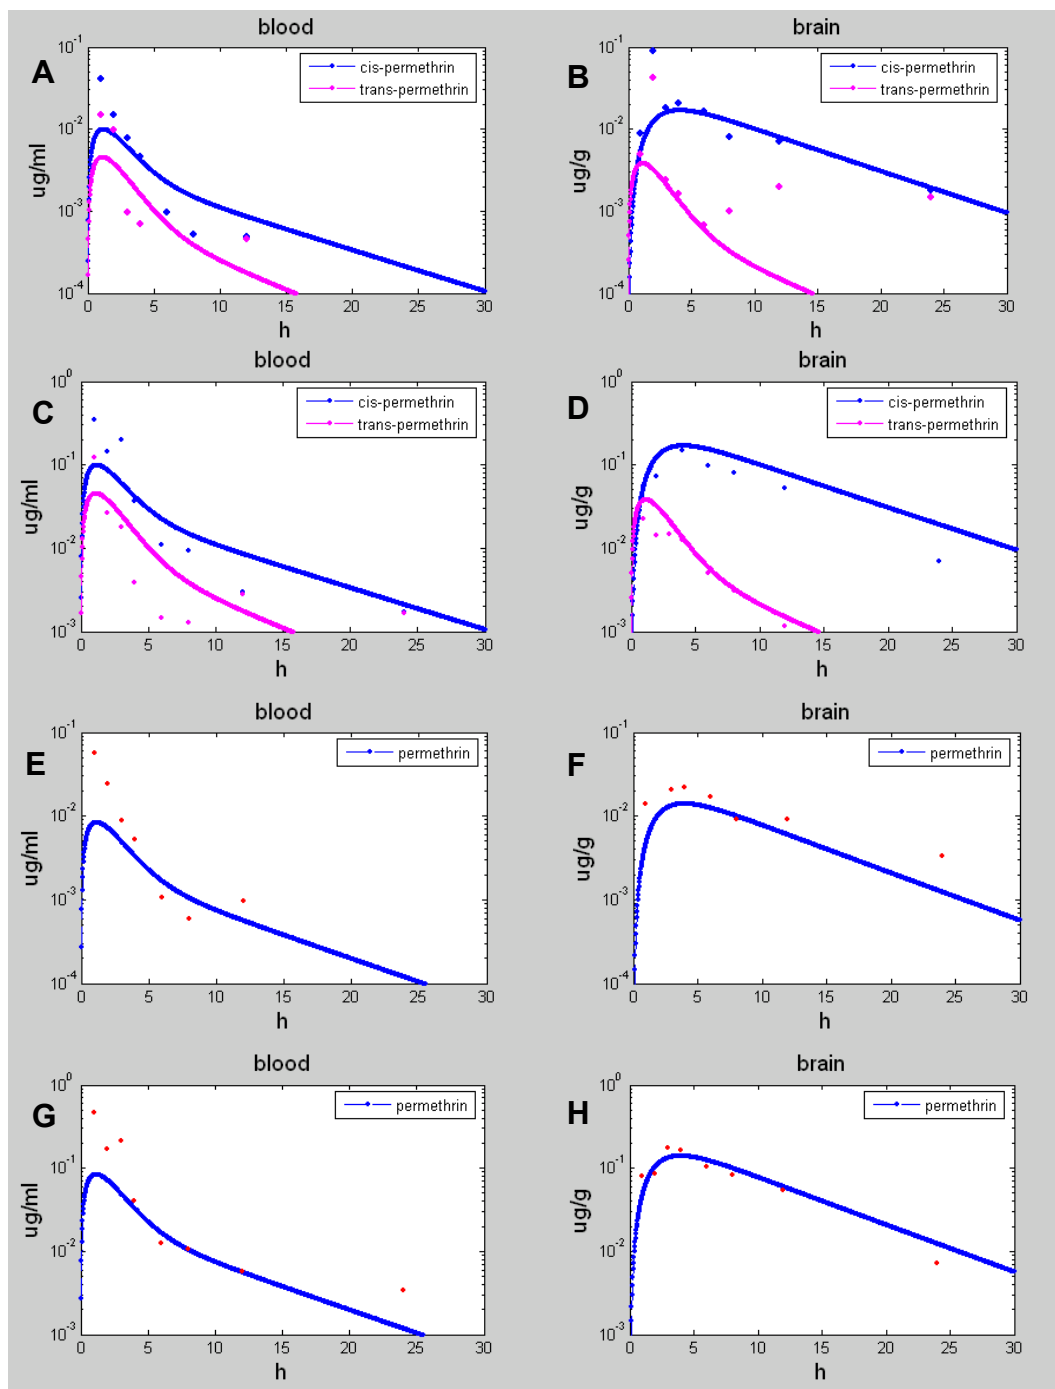 blood
A
10^-1
10^-2
10^-3
10^-4
ug/ml
cis-permethrin
trans-permethrin
0 5 10 15 20 25 30
h
brain
B
10^-1
10^-2
10^-3
10^-4
ug/g
cis-permethrin
trans-permethrin
0 5 10 15 20 25 30
h
blood
C
10^0
10^-1
10^-2
10^-3
ug/ml
cis-permethrin
trans-permethrin
0 5 10 15 20 25 30
h
brain
D
10^0
10^-1
10^-2
10^-3
ug/g
cis-permethrin
trans-permethrin
0 5 10 15 20 25 30
h
blood
E
10^-1
10^-2
10^-3
10^-4
ug/ml
permethrin
0 5 10 15 20 25 30
h
brain
F
10^-1
10^-2
10^-3
10^-4
ug/g
permethrin
0 5 10 15 20 25 30
h
blood
G
10^0
10^-1
10^-2
10^-3
ug/ml
permethrin
0 5 10 15 20 25 30
h
brain
H
10^0
10^-1
10^-2
10^-3
ug/g
permethrin
0 5 10 15 20 25 30
h